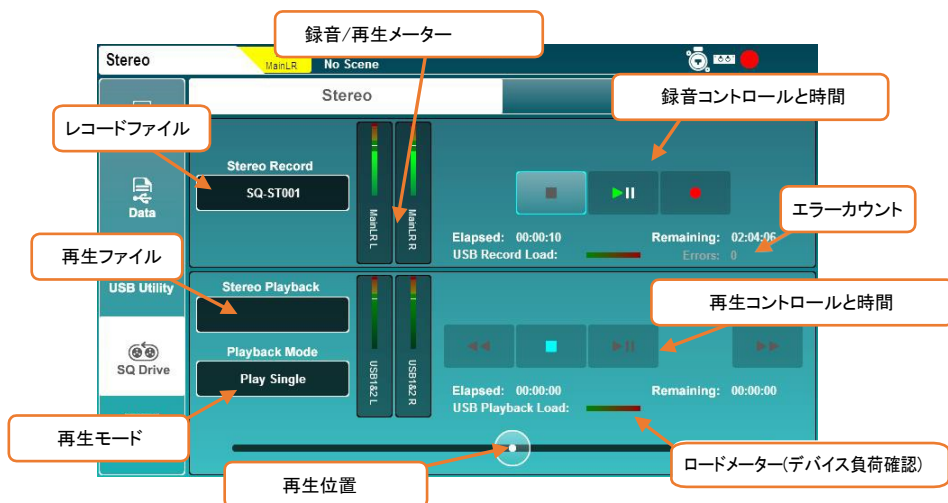 録音/再生メーター
Stereo
MainLR
No Scene
Stereo
録音コントロールと時間
レコードファイル
Stereo Record
SQ-ST001
MainLR L
MainLR R
Data
エラーカウント
Elapsed: 00:00:10
Remaining: 02:04:06
USB Record Load:
Errors: 0
再生ファイル
USB Utility
Stereo Playback
再生コントロールと時間
Playback Mode
SQ Drive
Play Single
USB1&2 L
USB1&2 R
Elapsed: 00:00:00
Remaining: 00:00:00
USB Playback Load:
再生モード
再生位置
ロードメーター(デバイス負荷確認)